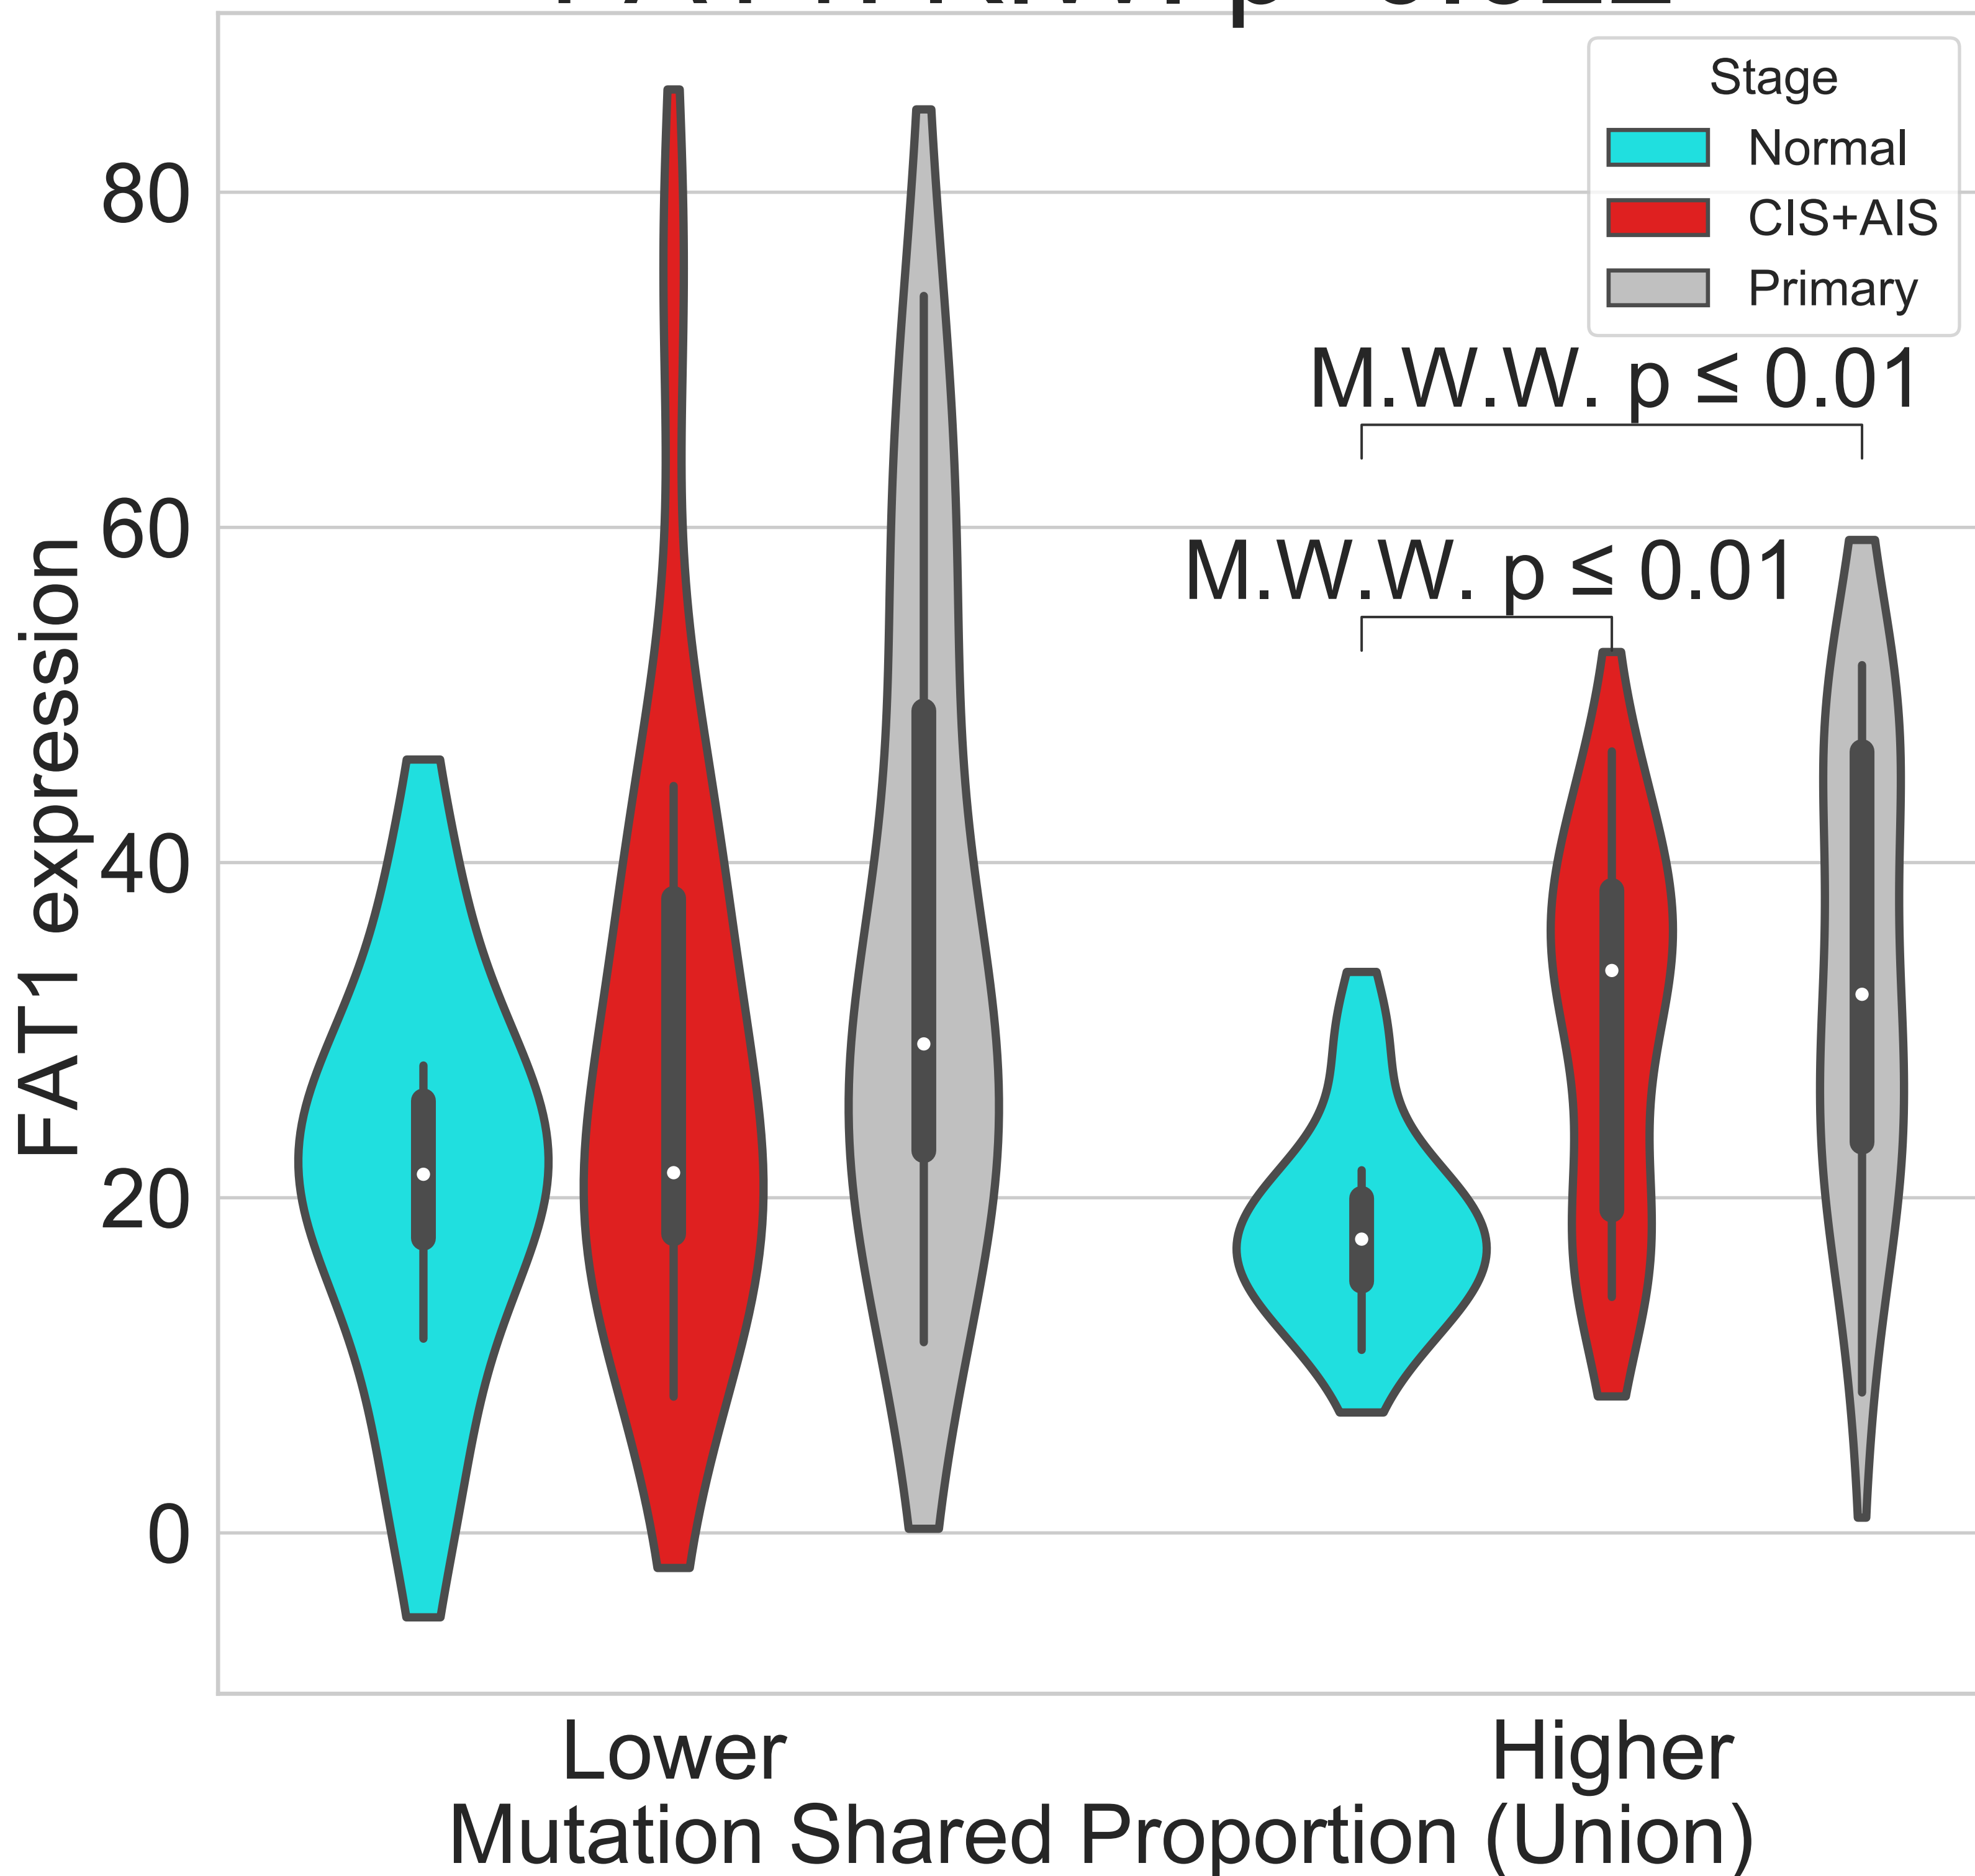 Stage
Normal
CIS+AIS
Primary
M.W.W. p ≤ 0.01
M.W.W. p ≤ 0.01
80
60
40
20
0
FAT1 expression
Lower
Higher
Mutation Shared Proportion (Union)